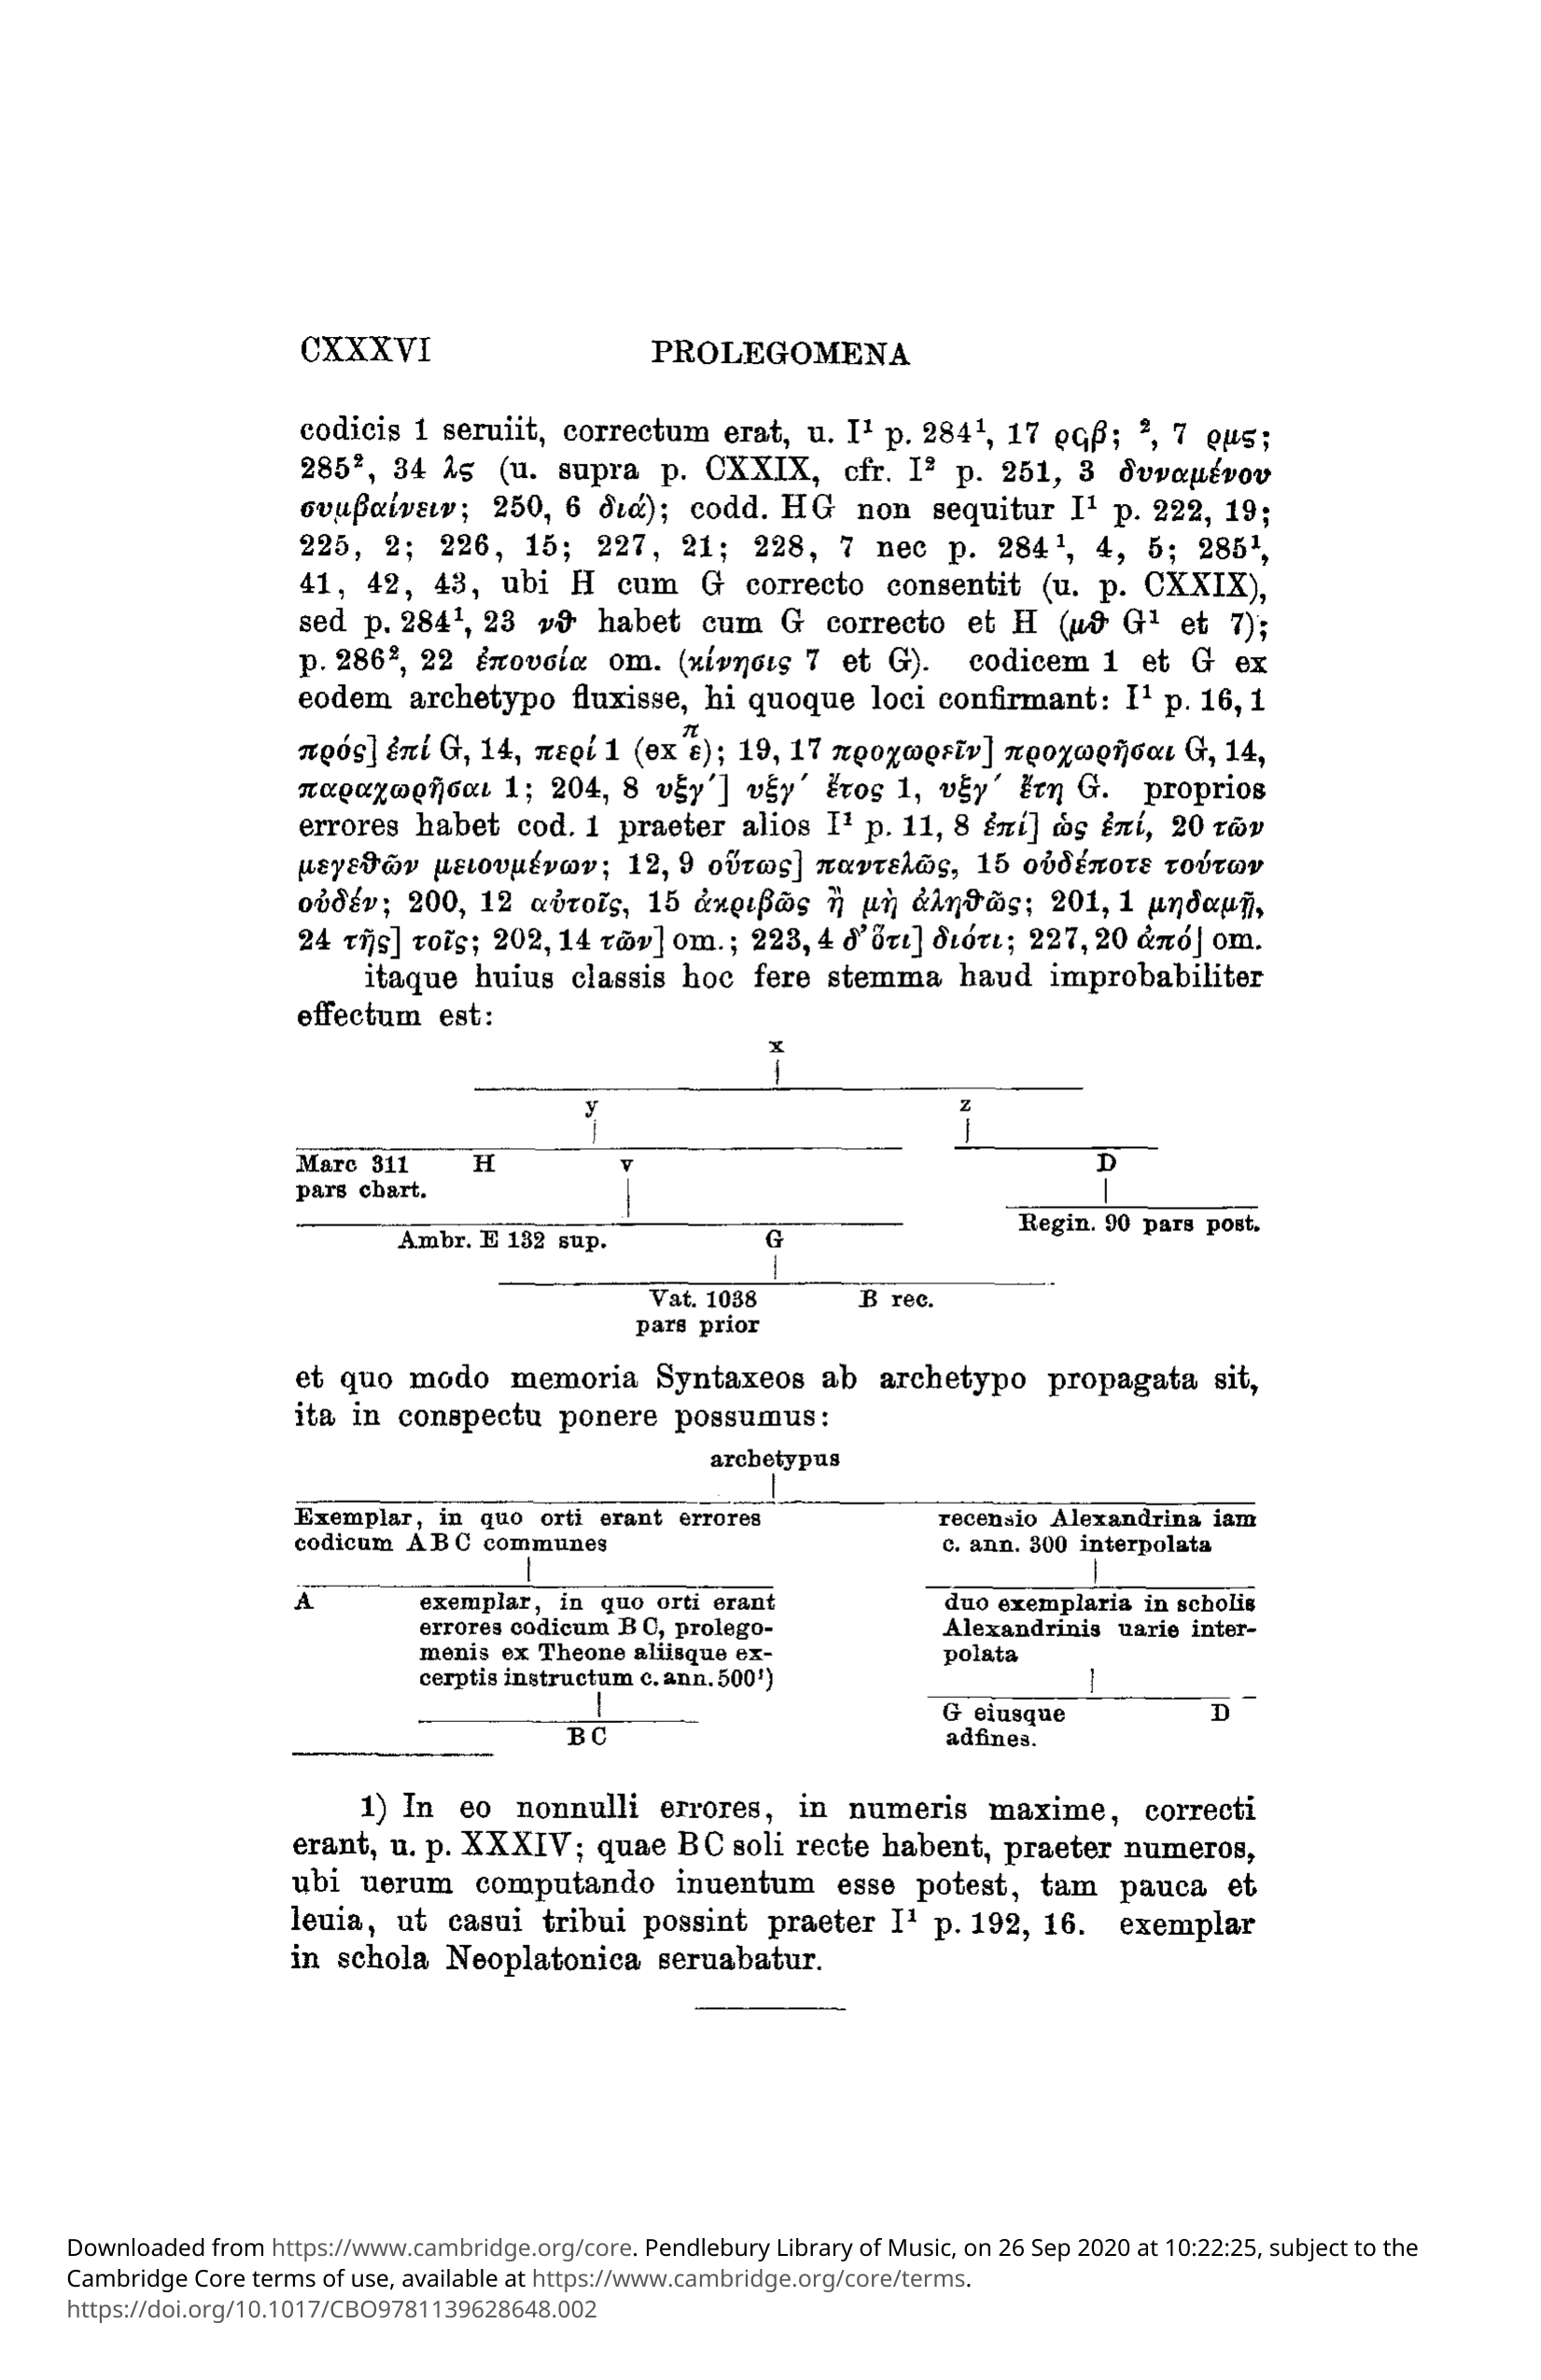 CXXXVI PROLEGOMENA
codicis 1 seruiit, correctum erat, u. I¹ p. 284¹, 17 ϱϟβ; ², 7 ϱμϛ;
285², 34 λϛ (u. supra p. CXXIX, cfr. I² p. 251, 3 δυναμένον
συμβαίνειν; 250, 6 διά); codd. HG non sequitur I¹ p. 222, 19;
225, 2; 226, 15; 227, 21; 228, 7 nec p. 284¹, 4, 5; 285¹,
41, 42, 43, ubi H cum G correcto consentit (u. p. CXXIX),
sed p. 284¹, 23 νϑ habet cum G correcto et H (μϑ G¹ et 7);
p. 286², 22 ἐπουσία om. (κίνησις 7 et G). codicem 1 et G ex
eodem archetypo fluxisse, hi quoque loci confirmant: I¹ p. 16, 1
π
πρός] ἐπί G, 14, περί 1 (ex ε); 19, 17 προχωρεῖν] προχωρῆσαι G, 14,
παραχωρῆσαι 1; 204, 8 υξγ′] υξγ′ ἔτος 1, υξγ′ ἔτη G. proprios
errores habet cod. 1 praeter alios I¹ p. 11, 8 ἐπί] ὡς ἐπί, 20 τῶν
μεγεϑῶν μειουμένων; 12, 9 οὕτως] παντελῶς, 15 οὐδέποτε τούτων
οὐδέν; 200, 12 αὐτοῖς, 15 ἀκριβῶς ἢ μὴ ἀληϑῶς; 201, 1 μηδαμῇ,
24 τῆς] τοῖς; 202, 14 τῶν] om.; 223, 4 δ’ὅτι] διότι; 227, 20 ἀπό] om.
itaque huius classis hoc fere stemma haud improbabiliter
effectum est:
x
y z
Marc 311 H v D
pars chart.
Regin. 90 pars post.
Ambr. E 132 sup. G
Vat. 1038 B rec.
pars prior
et quo modo memoria Syntaxeos ab archetypo propagata sit,
ita in conspectu ponere possumus:
archetypus
Exemplar, in quo orti erant errores
codicum ABC communes
recensio Alexandrina iam
c. ann. 300 interpolata
A
exemplar, in quo orti erant
errores codicum BC, prolego-
menis ex Theone aliisque ex-
cerptis instructum c. ann. 500¹)
duo exemplaria in scholis
Alexandrinis uarie inter-
polata
BC
G eiusque D
adfines.
1) In eo nonnulli errores, in numeris maxime, correcti
erant, u. p. XXXIV; quae BC soli recte habent, praeter numeros,
ubi uerum computando inuentum esse potest, tam pauca et
leuia, ut casui tribui possint praeter I¹ p. 192, 16. exemplar
in schola Neoplatonica seruabatur.
Downloaded from https://www.cambridge.org/core. Pendlebury Library of Music, on 26 Sep 2020 at 10:22:25, subject to the
Cambridge Core terms of use, available at https://www.cambridge.org/core/terms.
https://doi.org/10.1017/CBO9781139628648.002